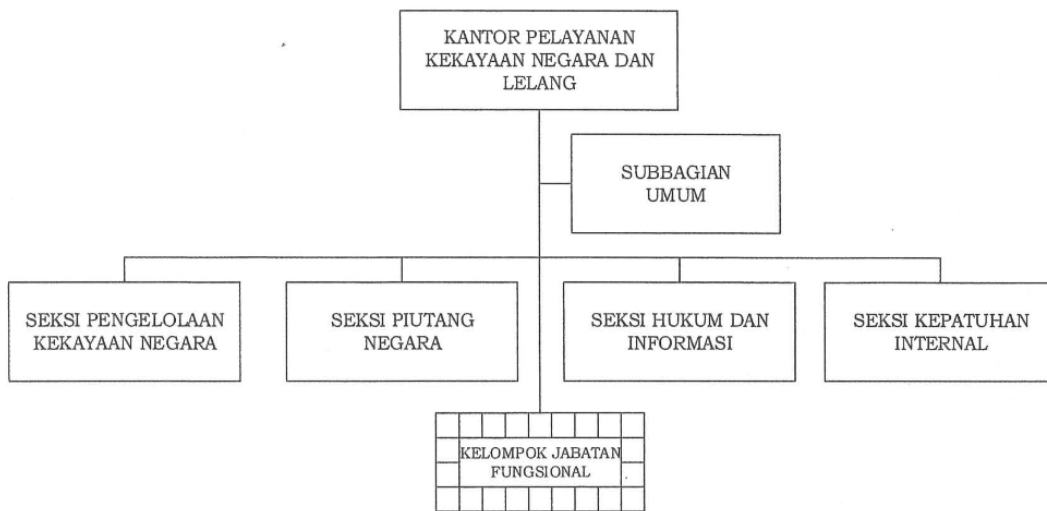 KANTOR PELAYANAN
KEKAYAAN NEGARA DAN
LELANG
SUBBAGIAN
UMUM
SEKSI PENGELOLAAN
KEKAYAAN NEGARA
SEKSI PIUTANG
NEGARA
SEKSI HUKUM DAN
INFORMASI
SEKSI KEPATUHAN
INTERNAL
KELOMPOK JABATAN
FUNGSIONAL